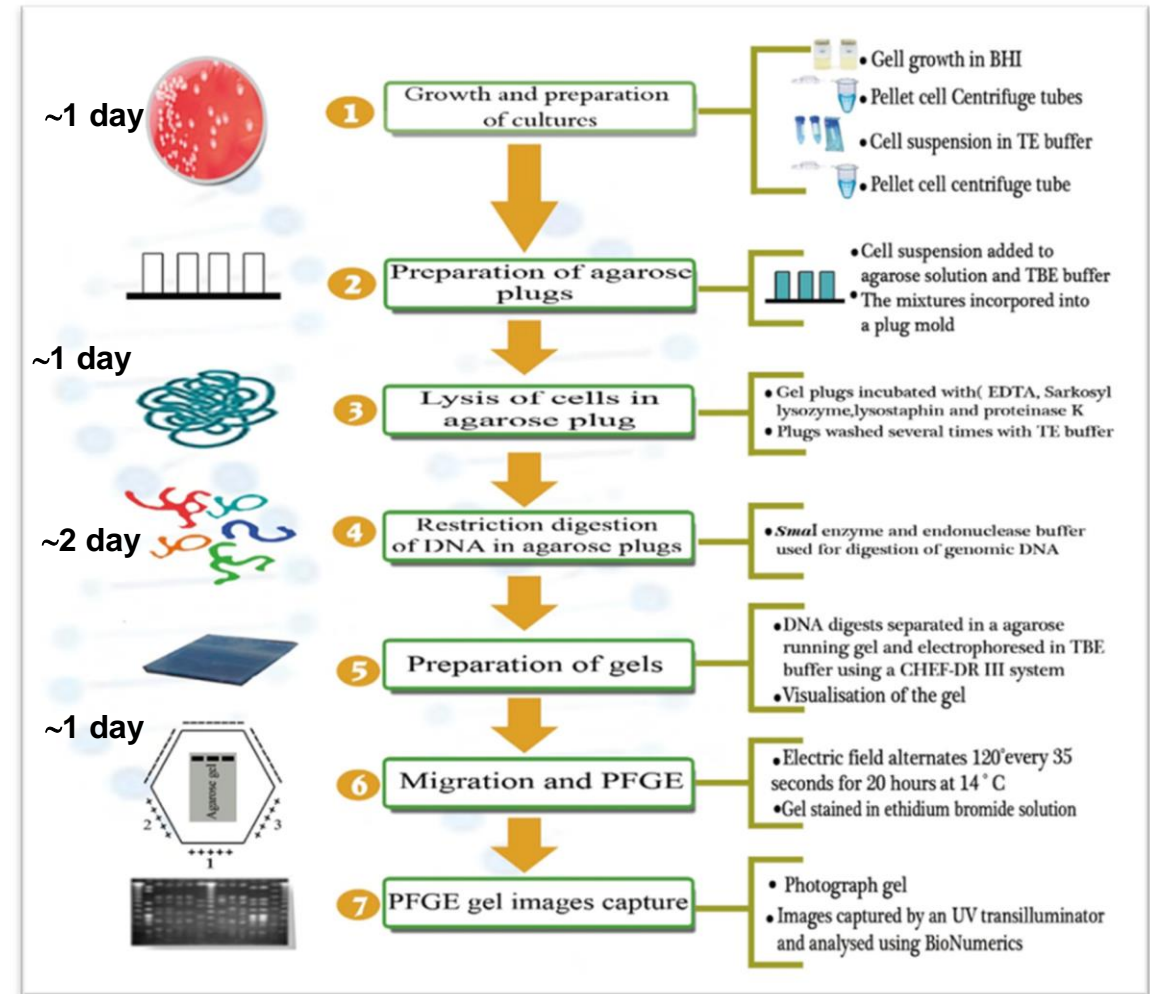 ~1 day
1
Growth and preparation
of cultures
• Gell growth in BHI
• Pellet cell Centrifuge tubes
• Cell suspension in TE buffer
• Pellet cell centrifuge tube
2
Preparation of agarose
plugs
• Cell suspension added to
agarose solution and TBE buffer
• The mixtures incorpored into
a plug mold
~1 day
3
Lysis of cells in
agarose plug
• Gel plugs incubated with( EDTA, Sarkosyl
lysozyme,lysostaphin and proteinase K
• Plugs washed several times with TE buffer
~2 day
4
Restriction digestion
of DNA in agarose plugs
• SmaI enzyme and endonuclease buffer
used for digestion of genomic DNA
5
Preparation of gels
• DNA digests separated in a agarose
running gel and electrophoresed in TBE
buffer using a CHEF-DR III system
• Visualisation of the gel
~1 day
Agarose gel
2
3
+++++
1
6
Migration and PFGE
• Electric field alternates 120°every 35
seconds for 20 hours at 14°C
•Gel stained in ethidium bromide solution
7
PFGE gel images capture
• Photograph gel
• Images captured by an UV transilluminator
and analysed using BioNumerics